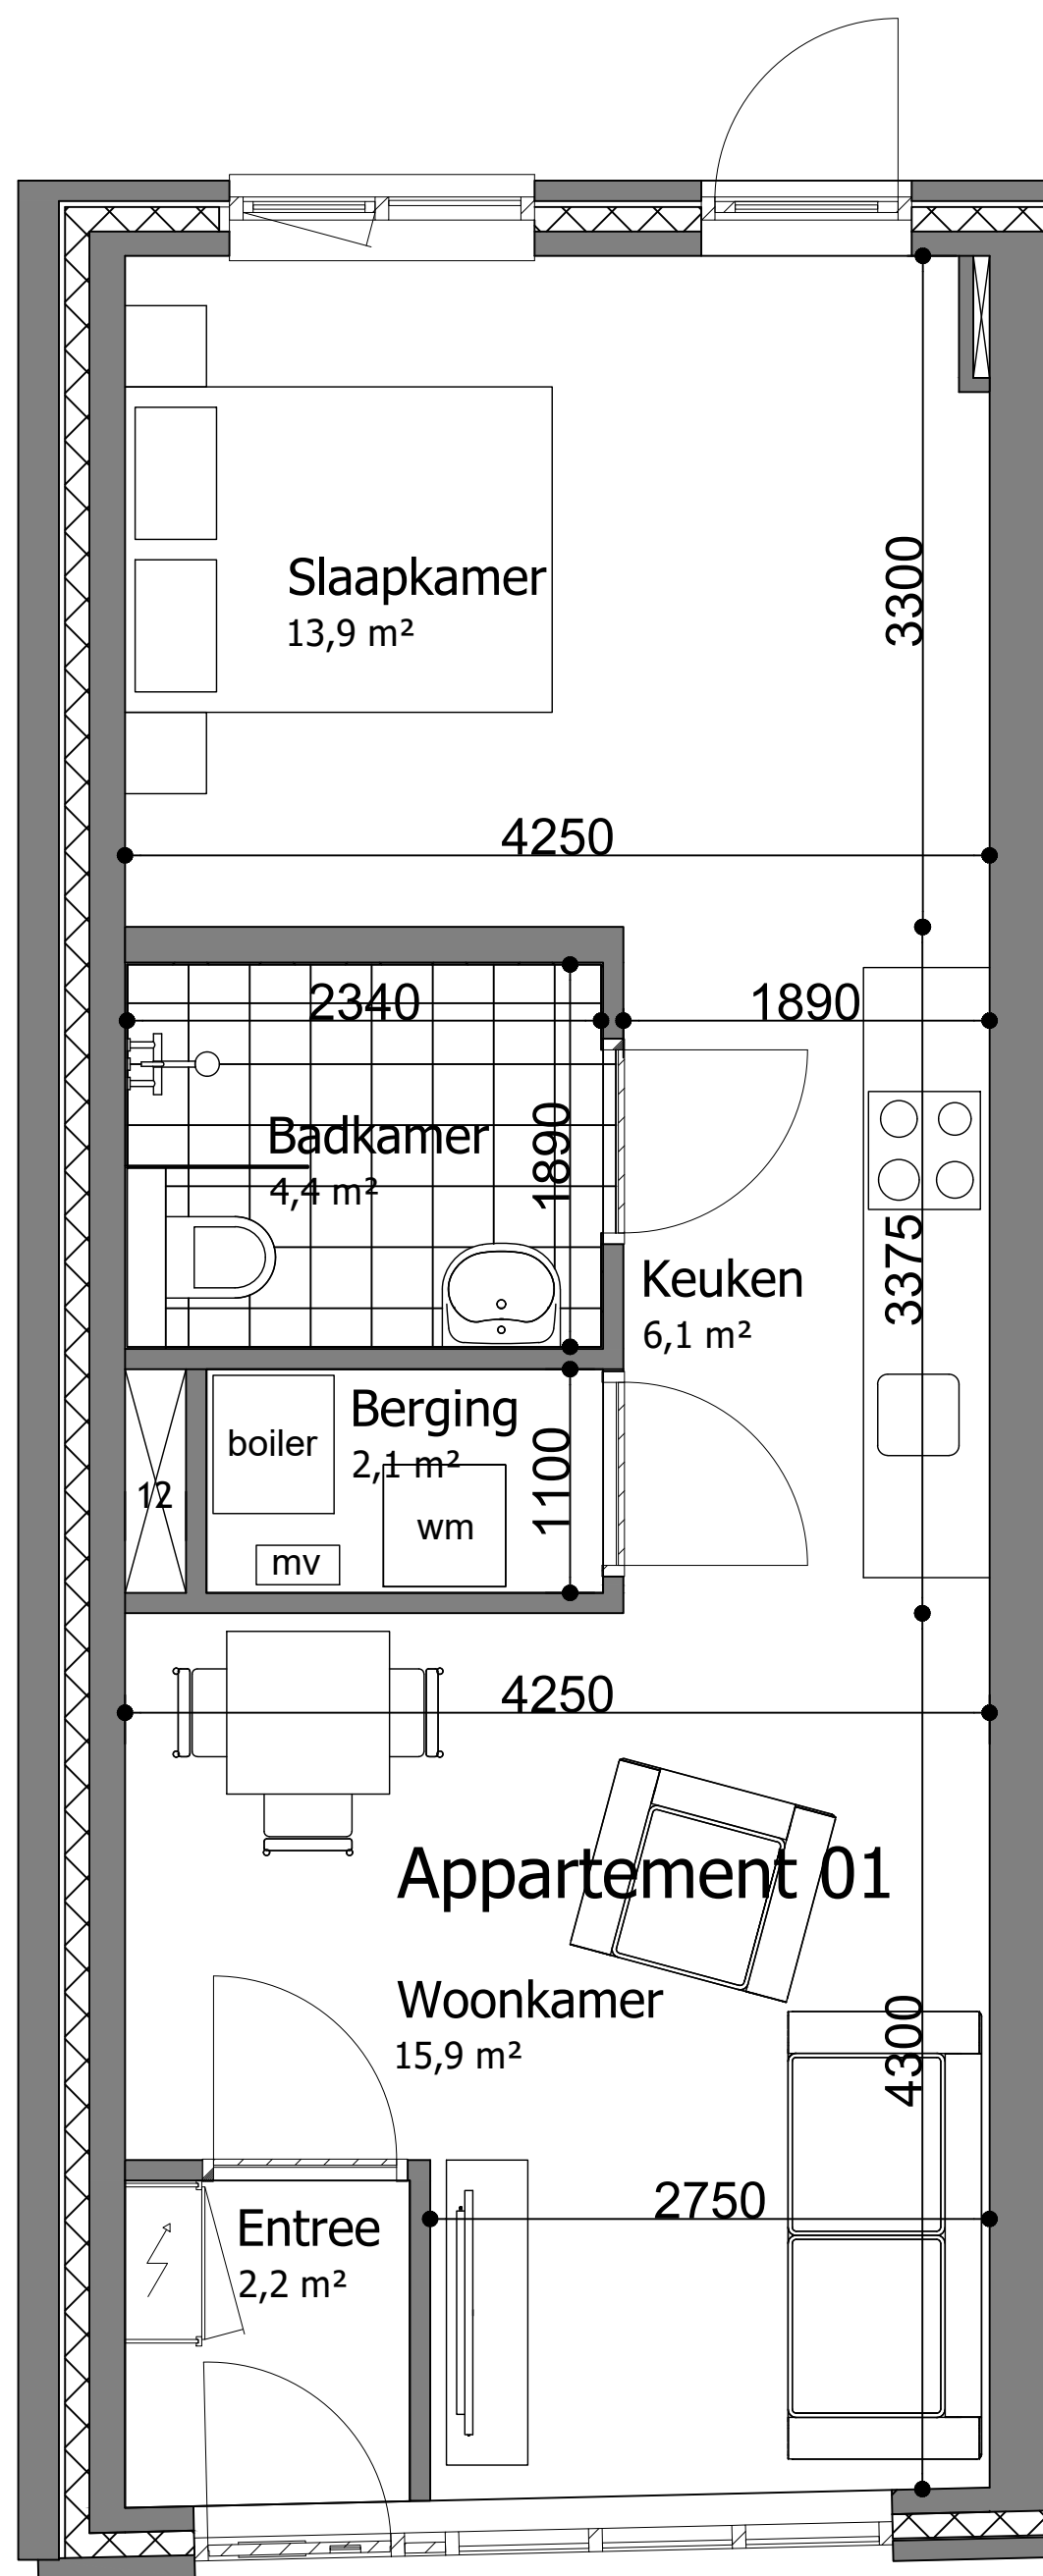 Slaapkamer
13,9 m²
3300
4250
2340
1890
Badkamer
4,4 m²
1890
Keuken
6,1 m²
3375
Berging
2,1 m²
boiler
1100
12
wm
mv
4250
Appartement 01
Woonkamer
15,9 m²
4300
2750
Entree
2,2 m²